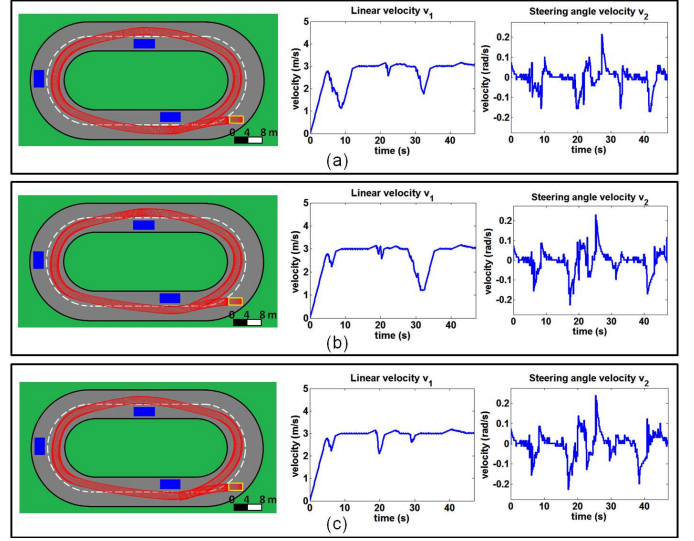 Linear velocity v1
Steering angle velocity v2
velocity (m/s)
5
4
3
2
1
0
0 10 20 30 40
time (s)
velocity (rad/s)
0.2
0.1
0
-0.1
-0.2
0 10 20 30 40
time (s)
0 4 8 m
(a)
Linear velocity v1
Steering angle velocity v2
velocity (m/s)
5
4
3
2
1
0
0 10 20 30 40
time (s)
velocity (rad/s)
0.2
0.1
0
-0.1
-0.2
0 10 20 30 40
time (s)
0 4 8 m
(b)
Linear velocity v1
Steering angle velocity v2
velocity (m/s)
5
4
3
2
1
0
0 10 20 30 40
time (s)
velocity (rad/s)
0.2
0.1
0
-0.1
-0.2
0 10 20 30 40
time (s)
0 4 8 m
(c)